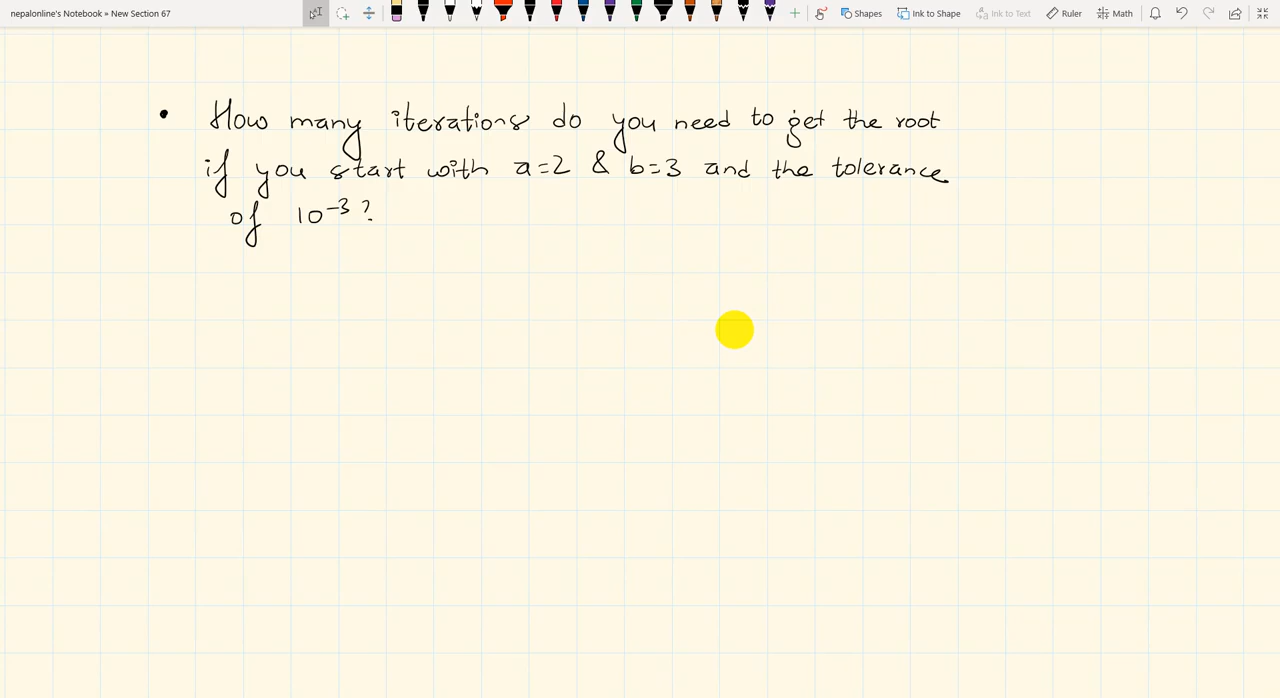 nepalonline's Notebook » New Section 67
Shapes Ink to Shape Ink to Text Ruler Math
• How many iterations do you need to get the root
if you start with a=2 & b=3 and the tolerance
of 10⁻³?